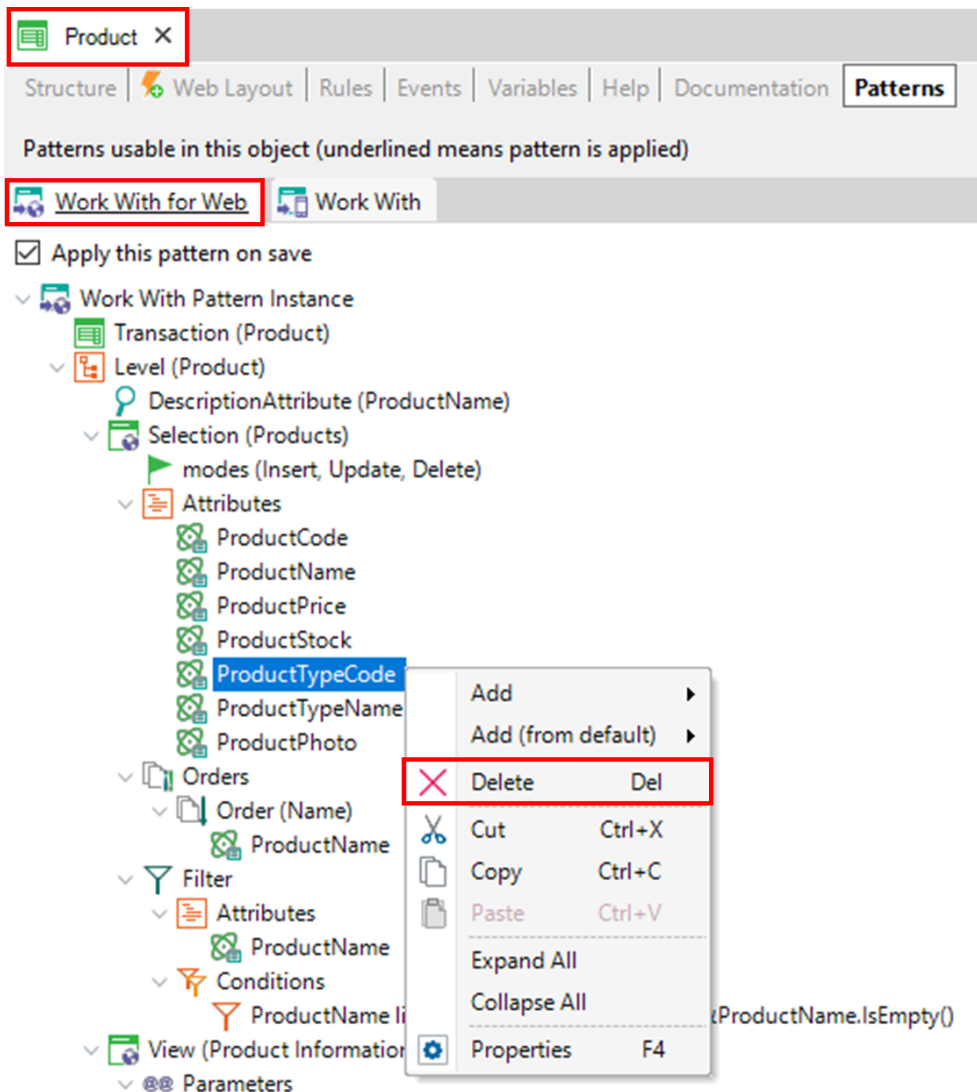 Product
Structure Web Layout Rules Events Variables Help Documentation Patterns
Patterns usable in this object (underlined means pattern is applied)
Work With for Web Work With
Apply this pattern on save
Work With Pattern Instance
Transaction (Product)
Level (Product)
DescriptionAttribute (ProductName)
Selection (Products)
modes (Insert, Update, Delete)
Attributes
ProductCode
ProductName
ProductPrice
ProductStock
ProductTypeCode
ProductTypeName
ProductPhoto
Orders
Order (Name)
ProductName
Filter
Attributes
ProductName
Conditions
ProductName li &ProductName.IsEmpty()
View (Product Information
Parameters
Add
Add (from default)
Delete Del
Cut Ctrl+X
Copy Ctrl+C
Paste Ctrl+V
Expand All
Collapse All
Properties F4